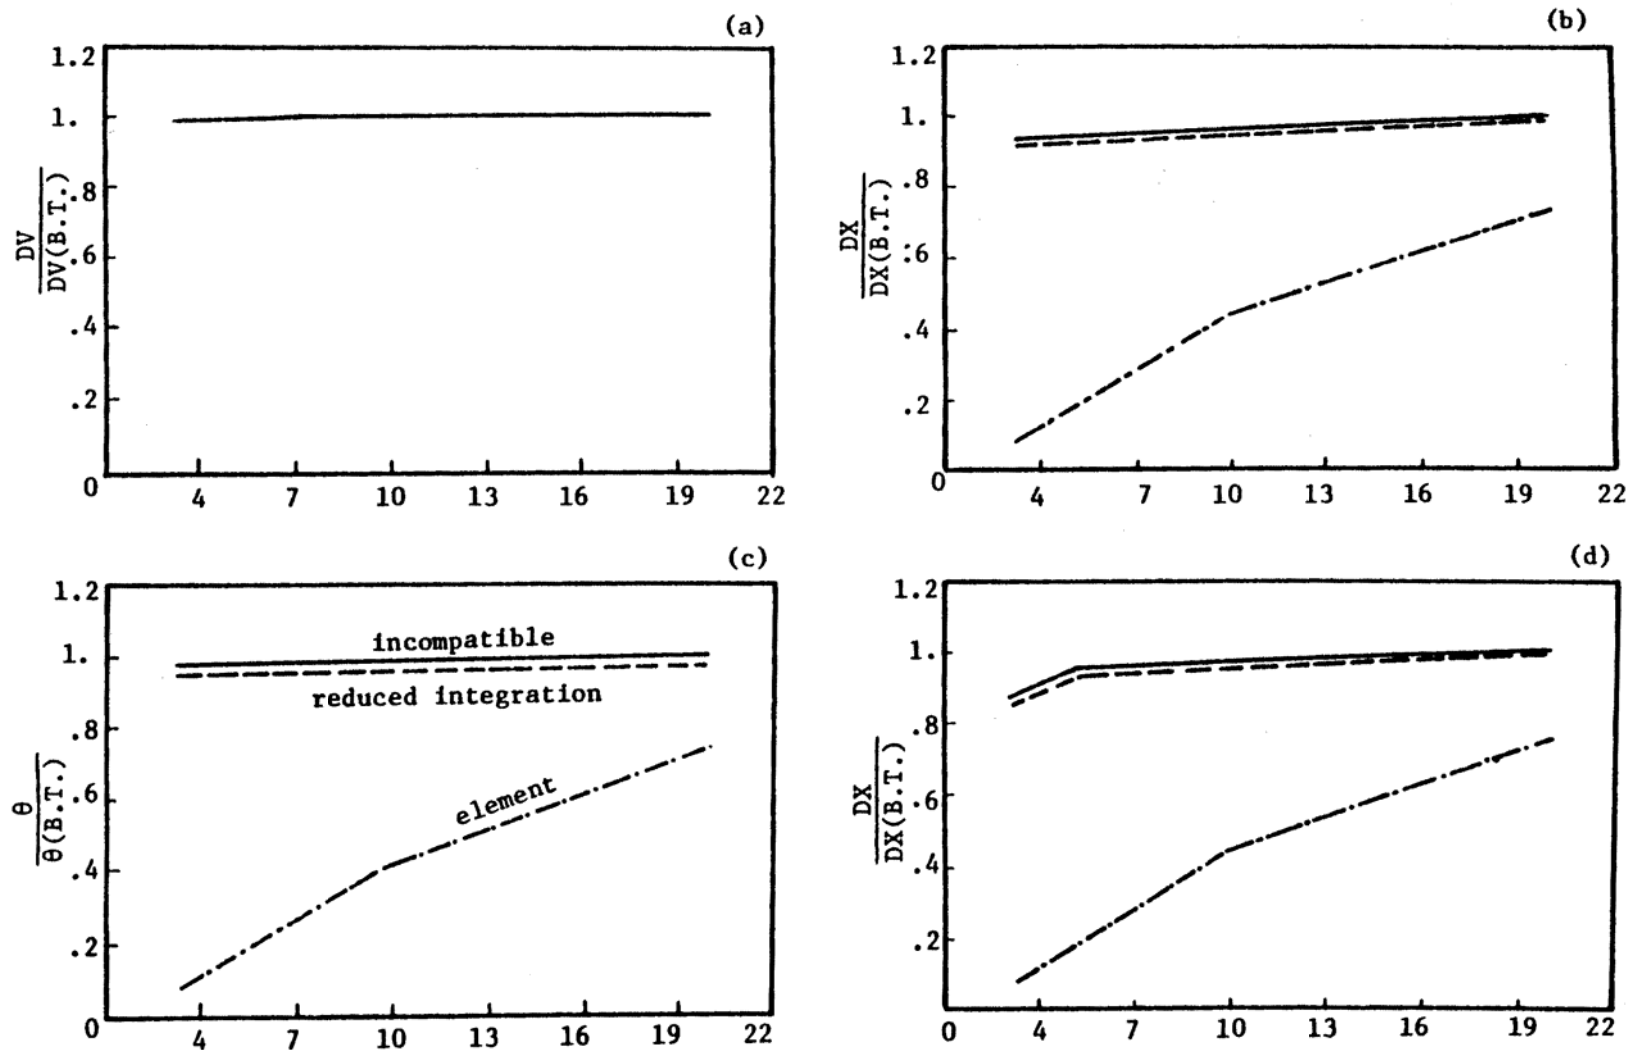 (a)
1.2
1.
.8
.6
.4
.2
0
4 7 10 13 16 19 22
DV
DV(B.T.)
(b)
1.2
1.
.8
.6
.4
.2
0
4 7 10 13 16 19 22
DX
DX(B.T.)
(c)
1.2
1.
.8
.6
.4
.2
0
4 7 10 13 16 19 22
θ
θ(B.T.)
incompatible
reduced integration
element
(d)
1.2
1.
.8
.6
.4
.2
0
4 7 10 13 16 19 22
DX
DX(B.T.)